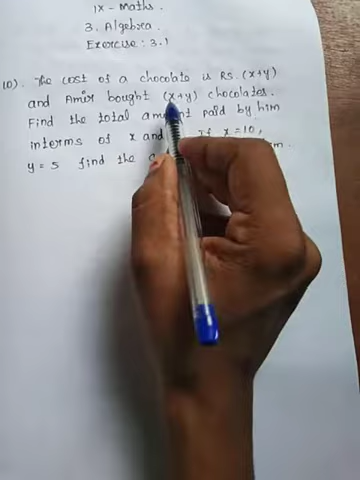 IX - Maths.
3. Algebra.
Exercise: 3.1
10). The cost of a chocolate is Rs. (x+y)
and Amir bought (x+y) chocolates.
Find the total amount paid by him
interms of x and If x=10,
y = 5 find the